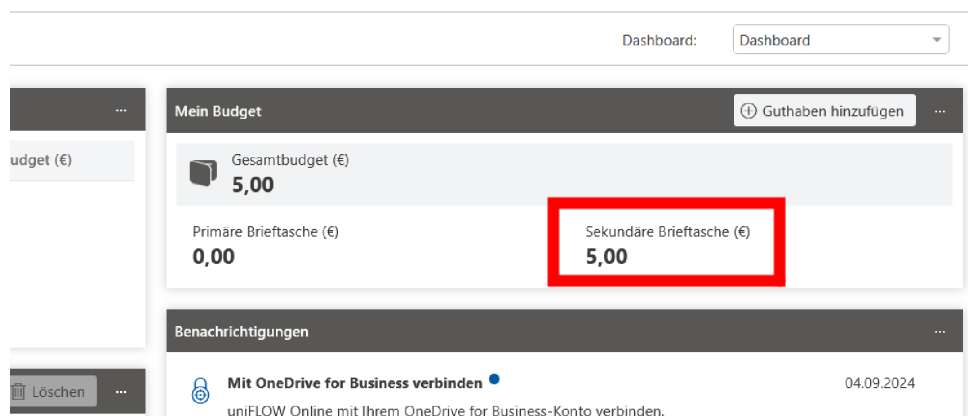 Dashboard: Dashboard
... Mein Budget Guthaben hinzufügen ...
udget (€)
Gesamtbudget (€)
5,00
Primäre Brieftasche (€) Sekundäre Brieftasche (€)
0,00 5,00
Benachrichtigungen ...
Löschen ...
Mit OneDrive for Business verbinden 04.09.2024
uniFLOW Online mit Ihrem OneDrive for Business-Konto verbinden.